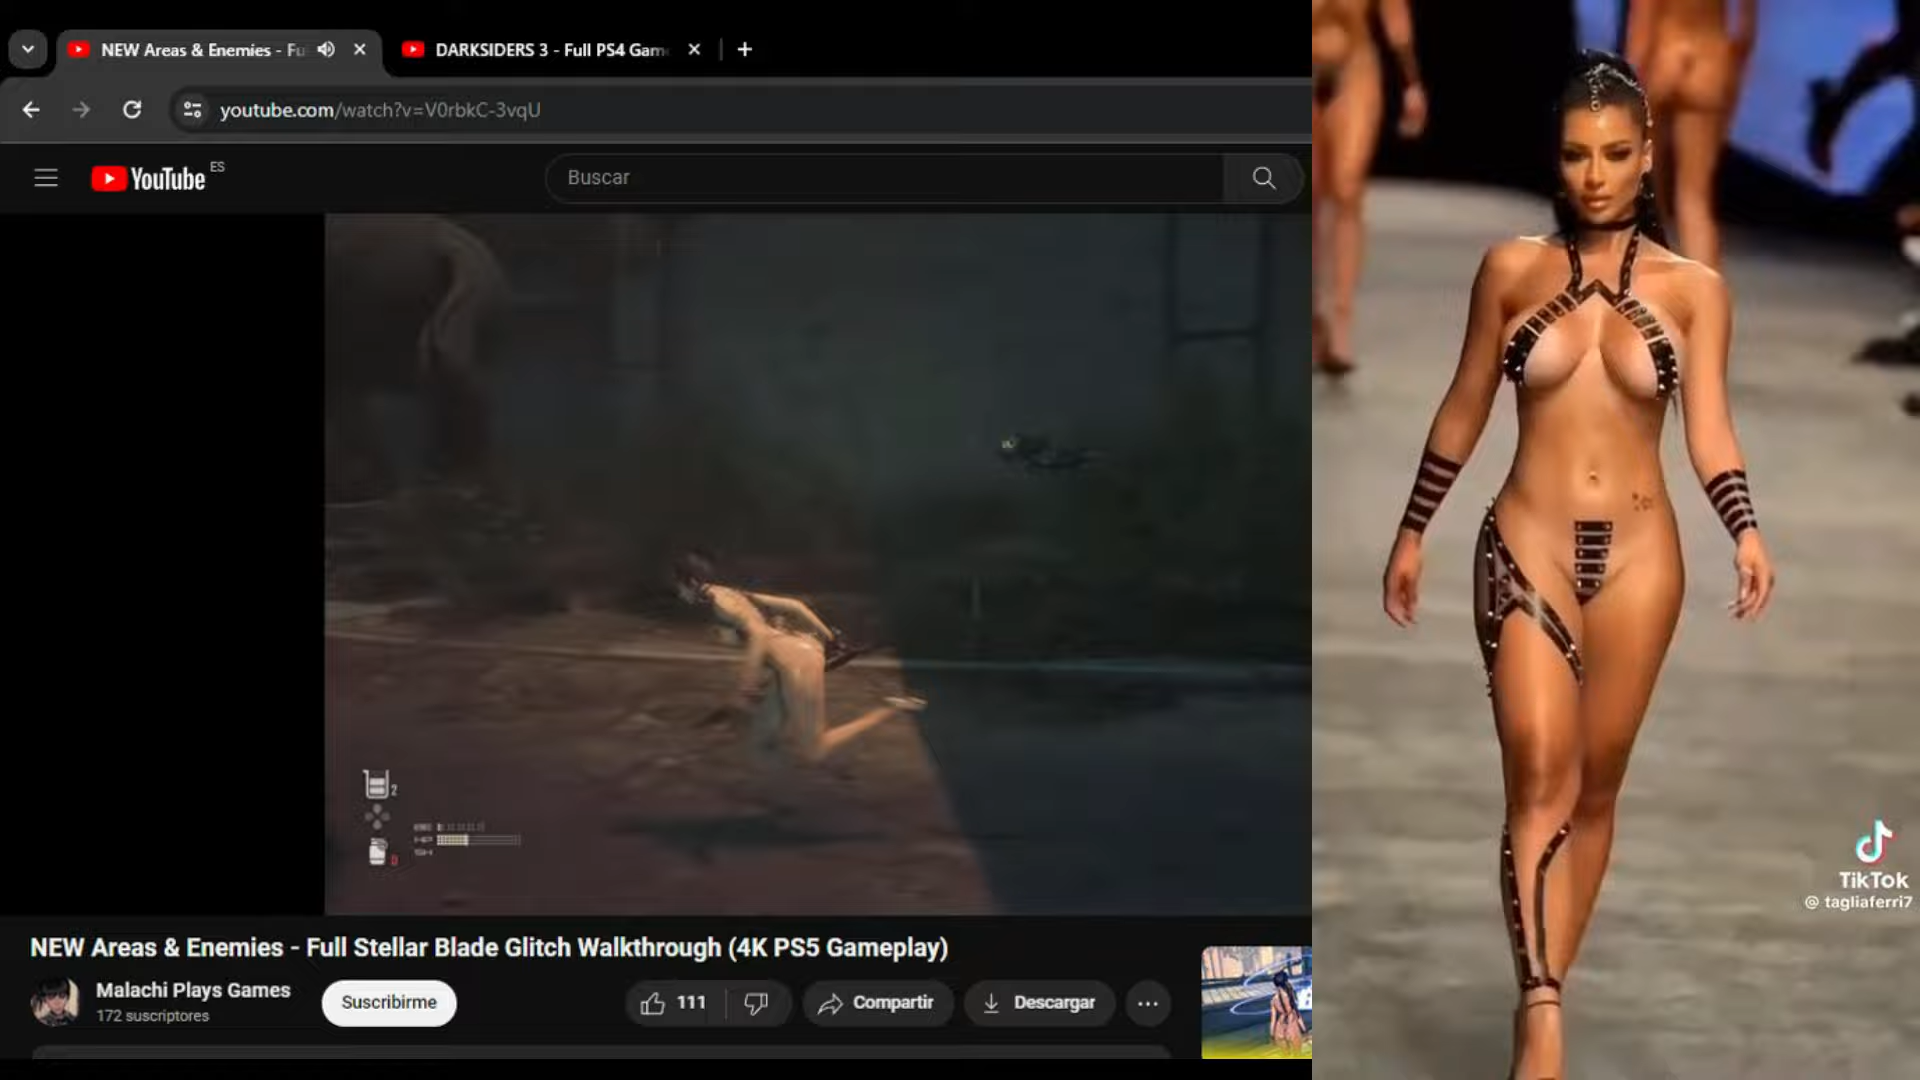 NEW Areas & Enemies - Fu
DARKSIDERS 3 - Full PS4 Gam
youtube.com/watch?v=V0rbkC-3vqU
YouTube ES
Buscar
2
0
NEW Areas & Enemies - Full Stellar Blade Glitch Walkthrough (4K PS5 Gameplay)
Malachi Plays Games
172 suscriptores
Suscribirme
111
Compartir
Descargar
TikTok
@ tagliaferri7